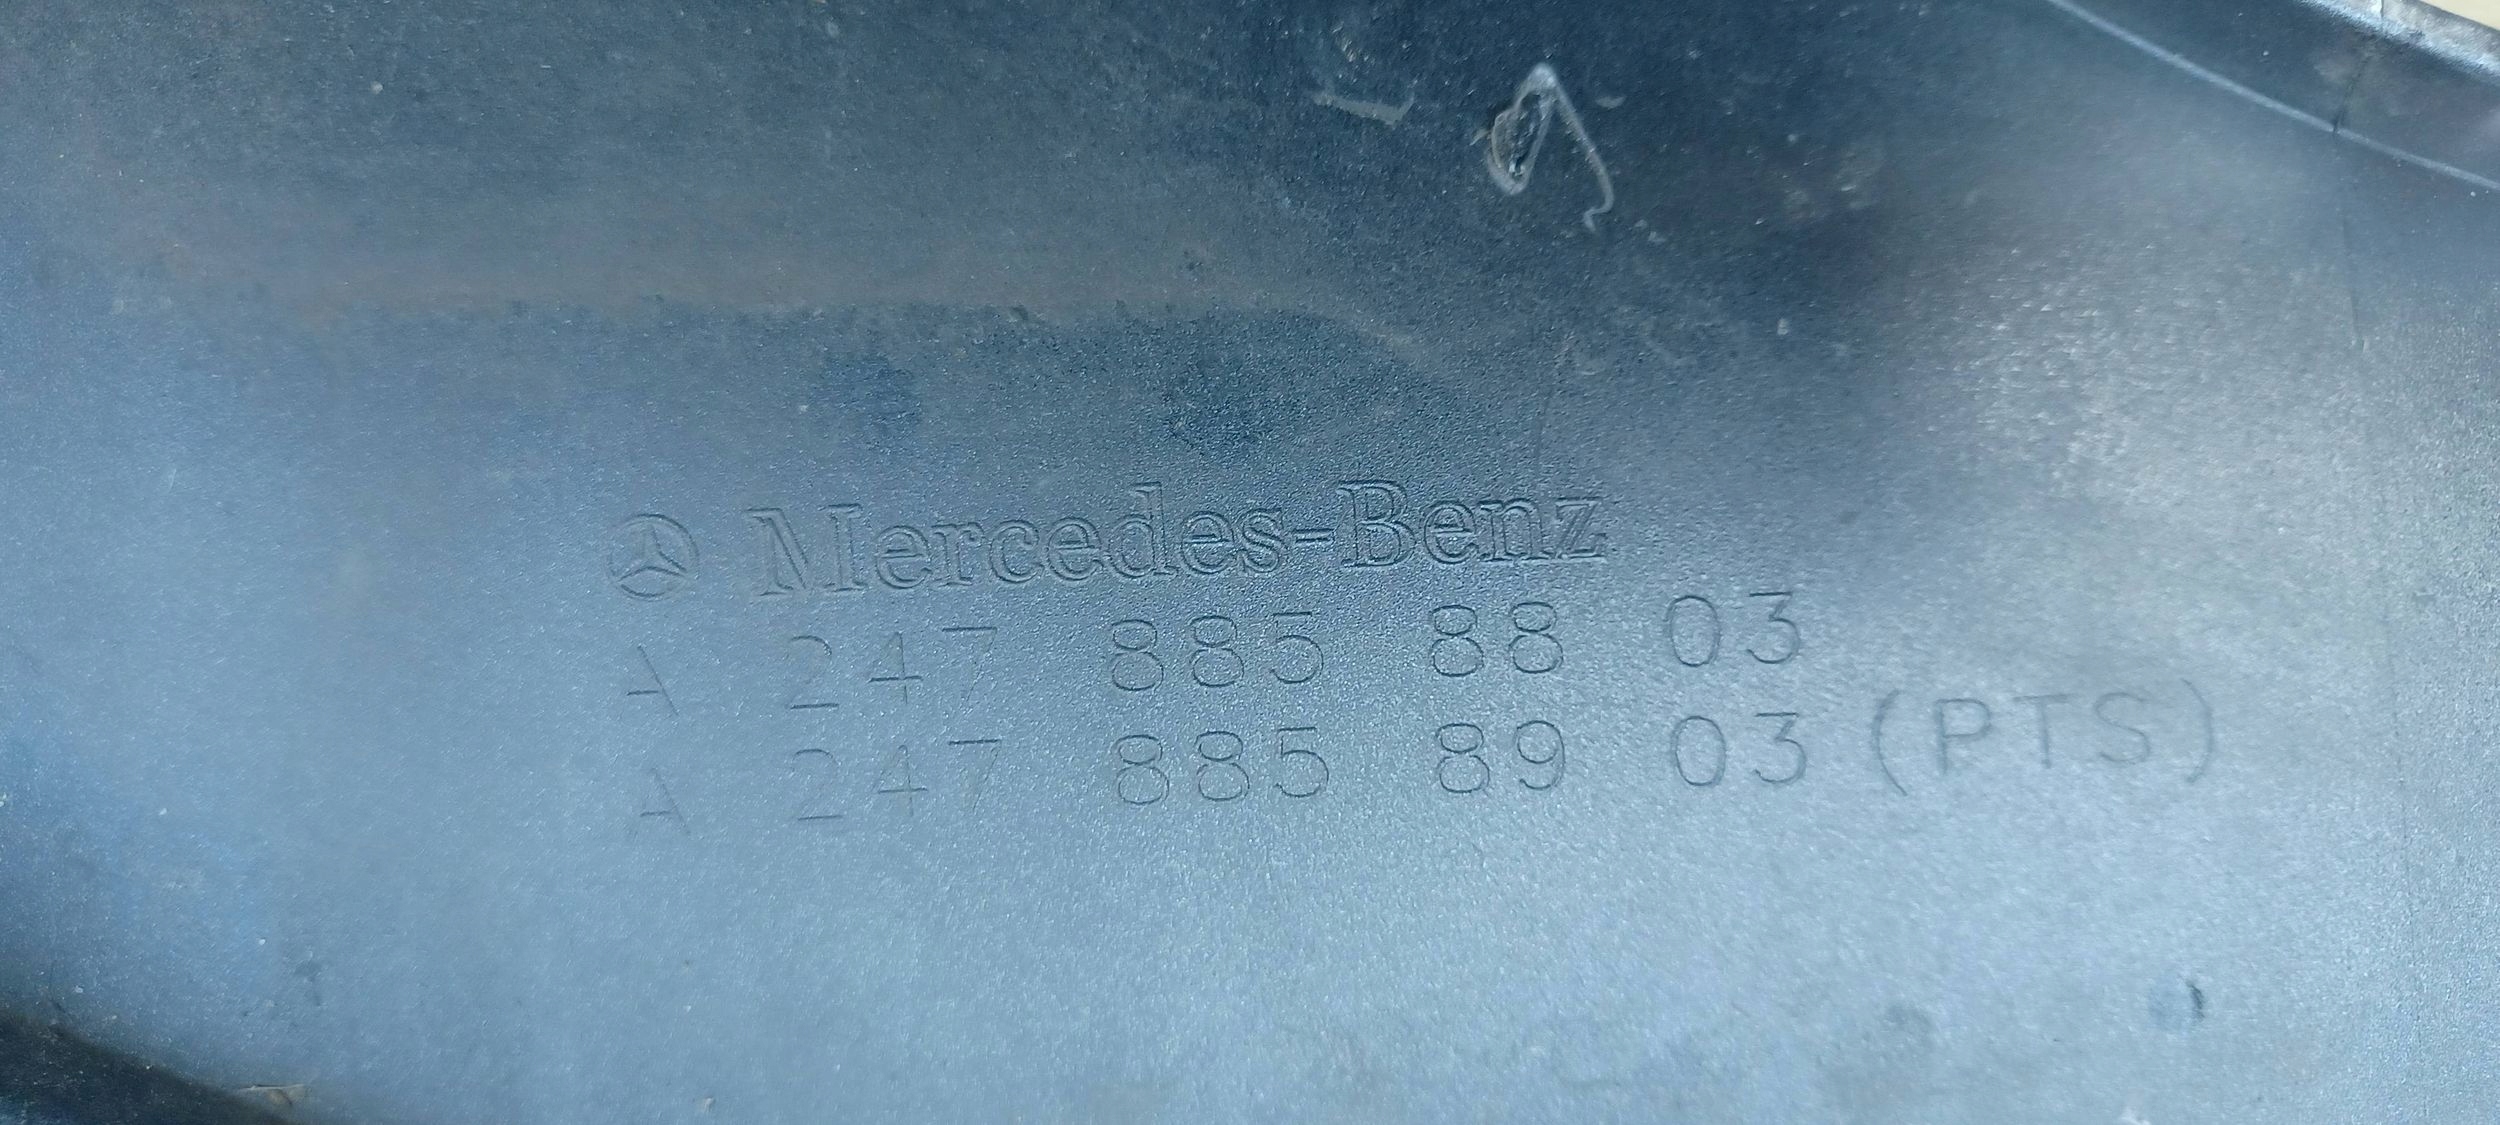 Mercedes-Benz
A 247 885 88 03
A 247 885 89 03 (PTS)